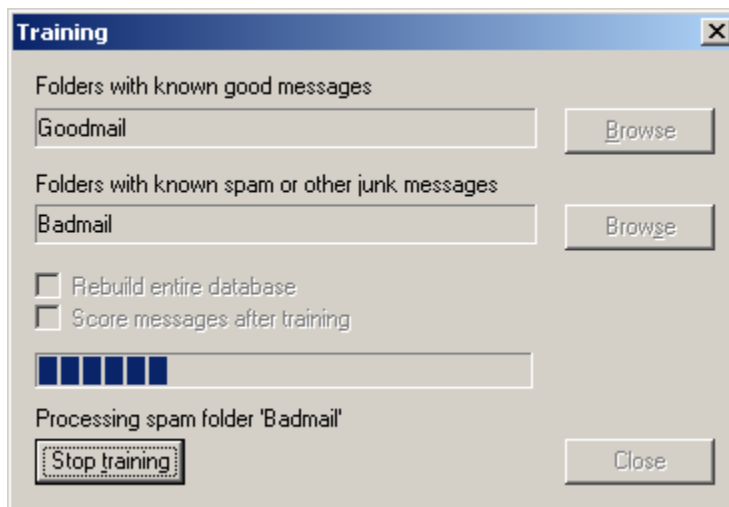 Training
Folders with known good messages
Goodmail
Browse
Folders with known spam or other junk messages
Badmail
Browse
Rebuild entire database
Score messages after training
Processing spam folder 'Badmail'
Stop training
Close